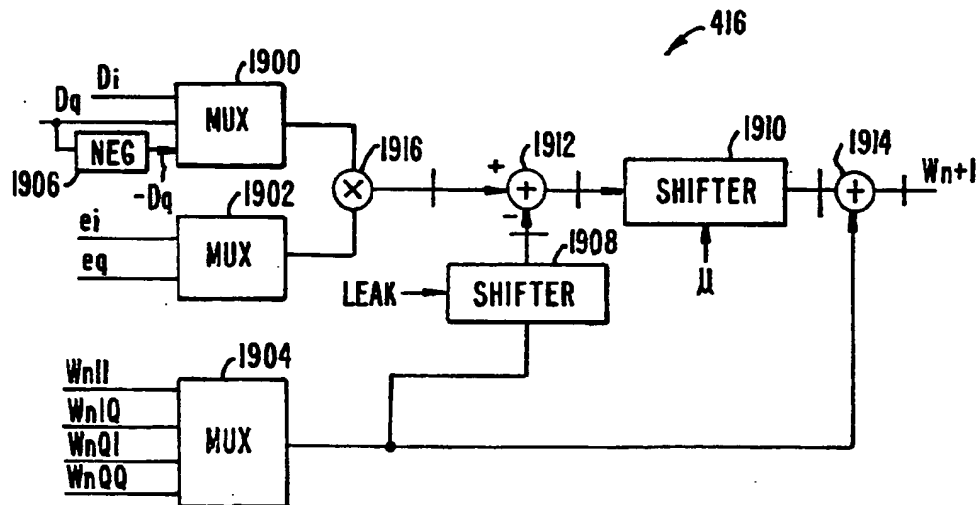 416
1900
Di
Dq
MUX
1906
NEG
-Dq
1916
+
1912
1910
1914
Wn+1
SHIFTER
μ
1902
ei
eq
MUX
-
1908
LEAK
SHIFTER
1904
WnII
WnIQ
WnQI
WnQQ
MUX